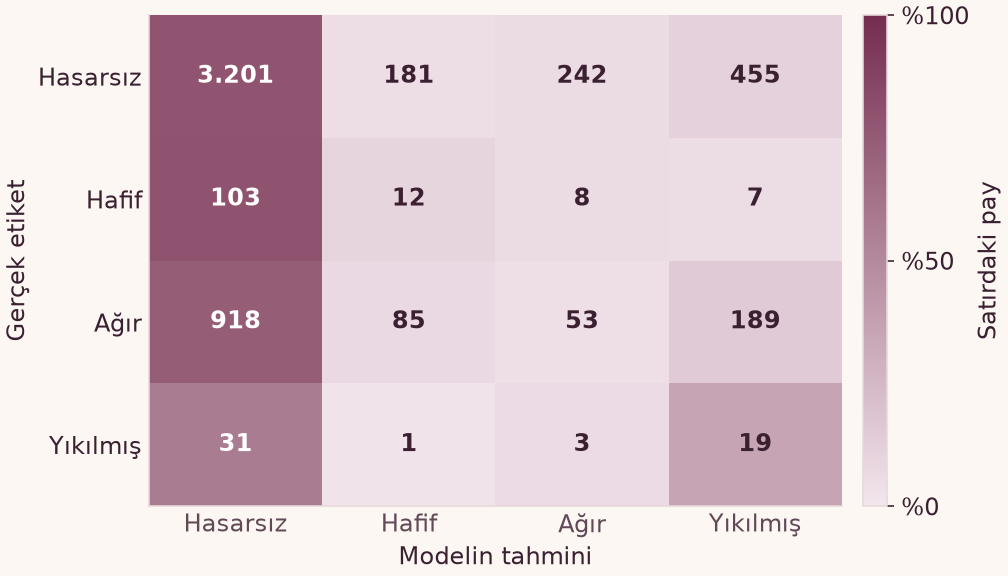 %100
Hasarsız 3.201 181 242 455
Hafif 103 12 8 7
%50
Ağır 918 85 53 189
Yıkılmış 31 1 3 19
%0
Hasarsız Hafif Ağır Yıkılmış
Modelin tahmini
Gerçek etiket
Satırdaki pay